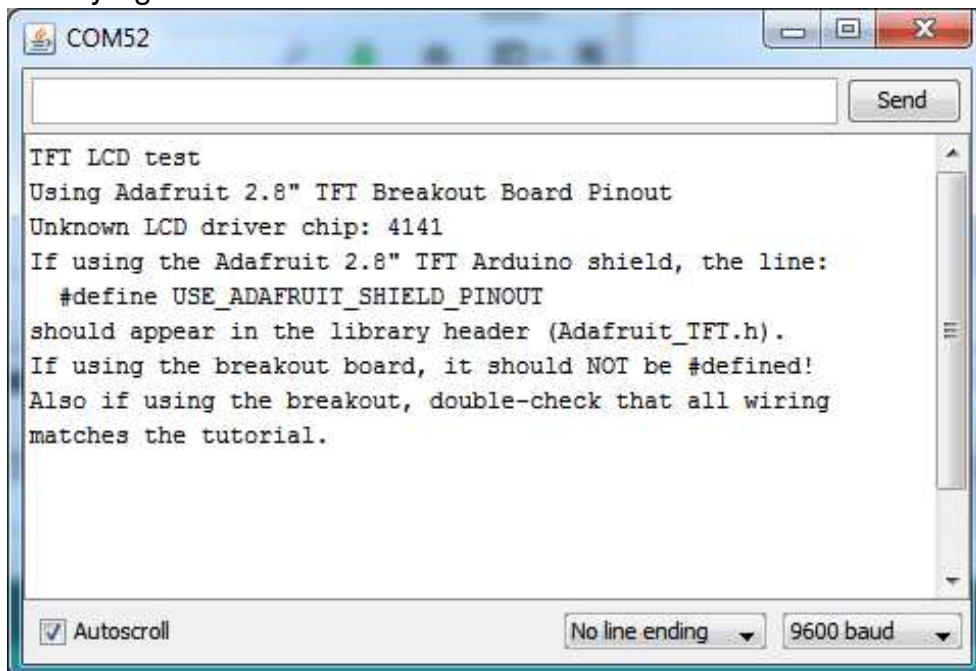 COM52
Send
TFT LCD test
Using Adafruit 2.8" TFT Breakout Board Pinout
Unknown LCD driver chip: 4141
If using the Adafruit 2.8" TFT Arduino shield, the line:
  #define USE_ADAFRUIT_SHIELD_PINOUT
should appear in the library header (Adafruit_TFT.h).
If using the breakout board, it should NOT be #defined!
Also if using the breakout, double-check that all wiring
matches the tutorial.
Autoscroll
No line ending
9600 baud